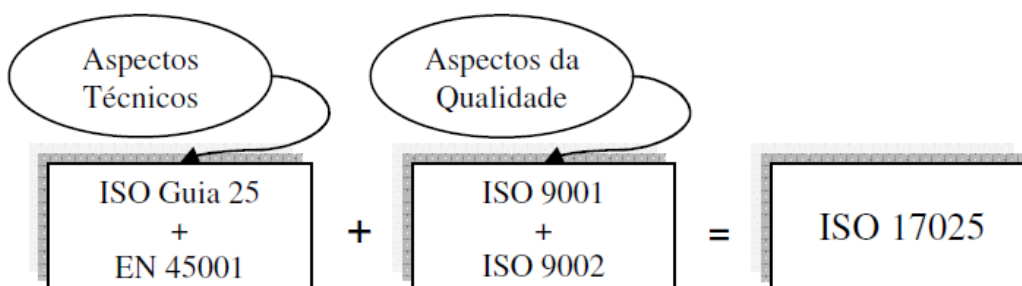 Aspectos
Técnicos
Aspectos da
Qualidade
ISO Guia 25
+
EN 45001
+
ISO 9001
+
ISO 9002
=
ISO 17025